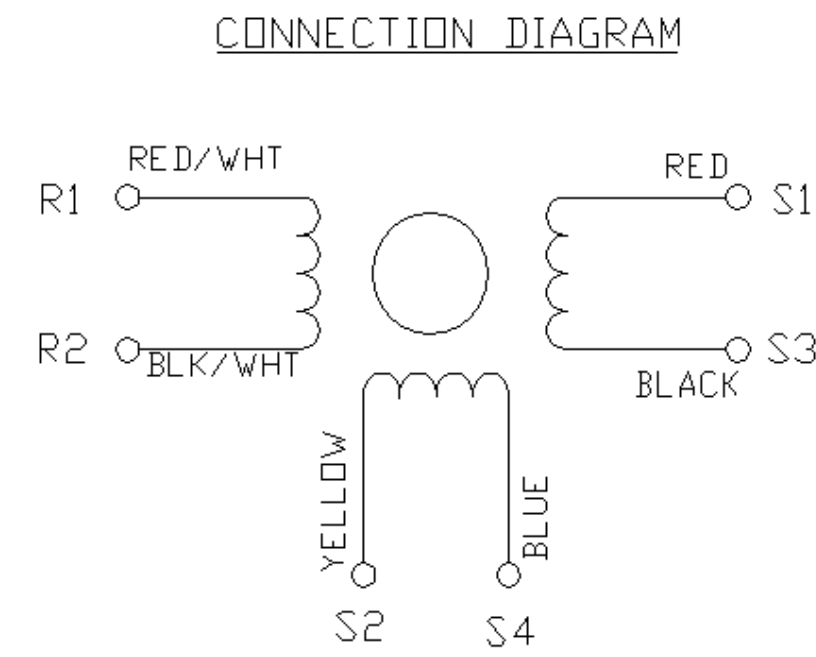 CONNECTION DIAGRAM
RED/WHT
RED
R1
S1
R2
BLK/WHT
S3
BLACK
YELLOW
BLUE
S2
S4